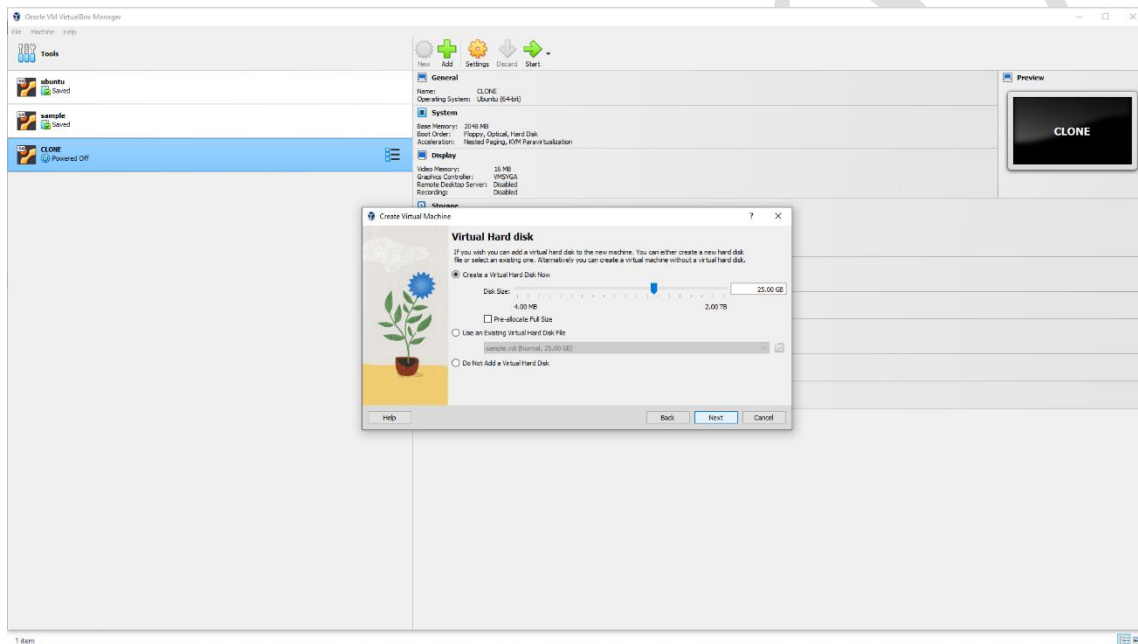 Oracle VM VirtualBox Manager
File Machine Help
Tools
ubuntu
Saved
sample
Saved
CLONE
Powered Off
New Add Settings Discard Start
General
Name: CLONE
Operating System: Ubuntu (64-bit)
System
Base Memory: 2048 MB
Boot Order: Floppy, Optical, Hard Disk
Acceleration: Nested Paging, KVM Paravirtualization
Display
Video Memory: 16 MB
Graphics Controller: VMSVGA
Remote Desktop Server: Disabled
Recording: Disabled
Storage
Preview
CLONE
Create Virtual Machine
Virtual Hard disk
If you wish you can add a virtual hard disk to the new machine. You can either create a new hard disk
file or select an existing one. Alternatively you can create a virtual machine without a virtual hard disk.
Create a Virtual Hard Disk Now
Disk Size: 25.00 GB
4.00 MB 2.00 TB
Pre-allocate Full Size
Use an Existing Virtual Hard Disk File
sample.vdi (Normal, 25.00 GB)
Do Not Add a Virtual Hard Disk
Help Back Next Cancel
1 item